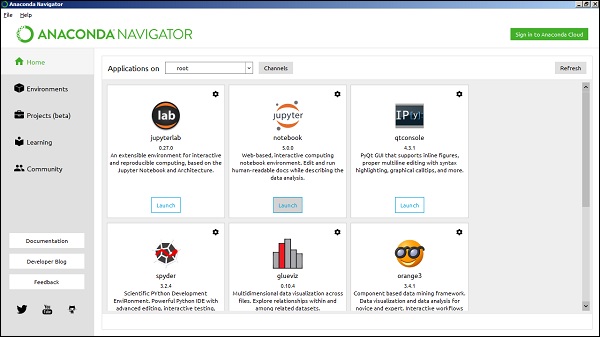 Anaconda Navigator
File Help
ANACONDA NAVIGATOR
Sign in to Anaconda Cloud
Home
Environments
Projects (beta)
Learning
Community
Documentation
Developer Blog
Feedback
You
Tube
Applications on root Channels Refresh
lab
jupyterlab
0.27.0
An extensible environment for interactive
and reproducible computing, based on the
Jupyter Notebook and Architecture.
Launch
jupyter
notebook
5.0.0
Web-based, interactive computing
notebook environment. Edit and run
human-readable docs while describing the
data analysis.
Launch
IP[y]:
qtconsole
4.3.1
PyQt GUI that supports inline figures,
proper multiline editing with syntax
highlighting, graphical calltips, and more.
Launch
spyder
3.2.4
Scientific PYthon Development
EnviRonment. Powerful Python IDE with
advanced editing, interactive testing,
glueviz
0.10.4
Multidimensional data visualization across
files. Explore relationships within and
among related datasets.
orange3
3.4.1
Component based data mining framework.
Data visualization and data analysis for
novice and expert. Interactive workflows